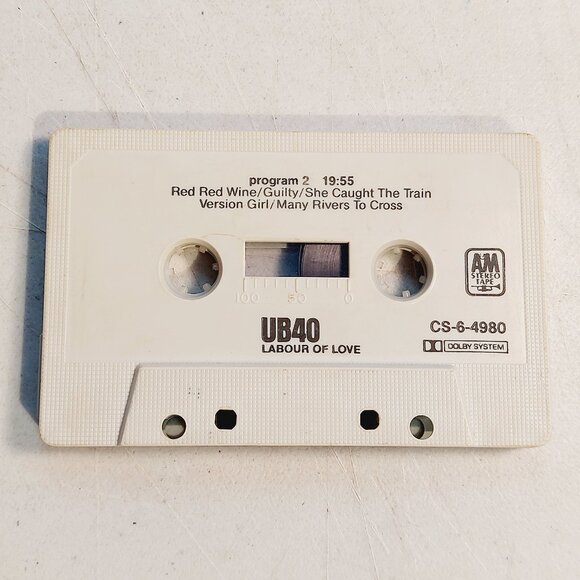 program 2 19:55
Red Red Wine/Guilty/She Caught The Train
Version Girl/Many Rivers To Cross
100 50 0
A&M
STEREO
TAPE
UB40
LABOUR OF LOVE
CS-6-4980
DOLBY SYSTEM